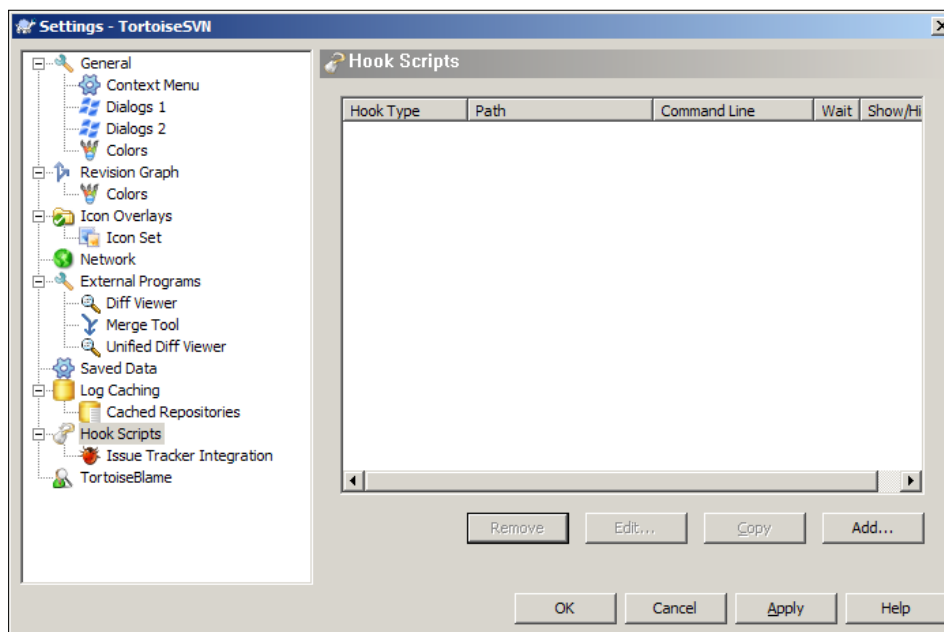 Settings - TortoiseSVN
General
Context Menu
Dialogs 1
Dialogs 2
Colors
Revision Graph
Colors
Icon Overlays
Icon Set
Network
External Programs
Diff Viewer
Merge Tool
Unified Diff Viewer
Saved Data
Log Caching
Cached Repositories
Hook Scripts
Issue Tracker Integration
TortoiseBlame
Hook Scripts
Hook Type Path Command Line Wait Show/Hi
Remove Edit... Copy Add...
OK Cancel Apply Help